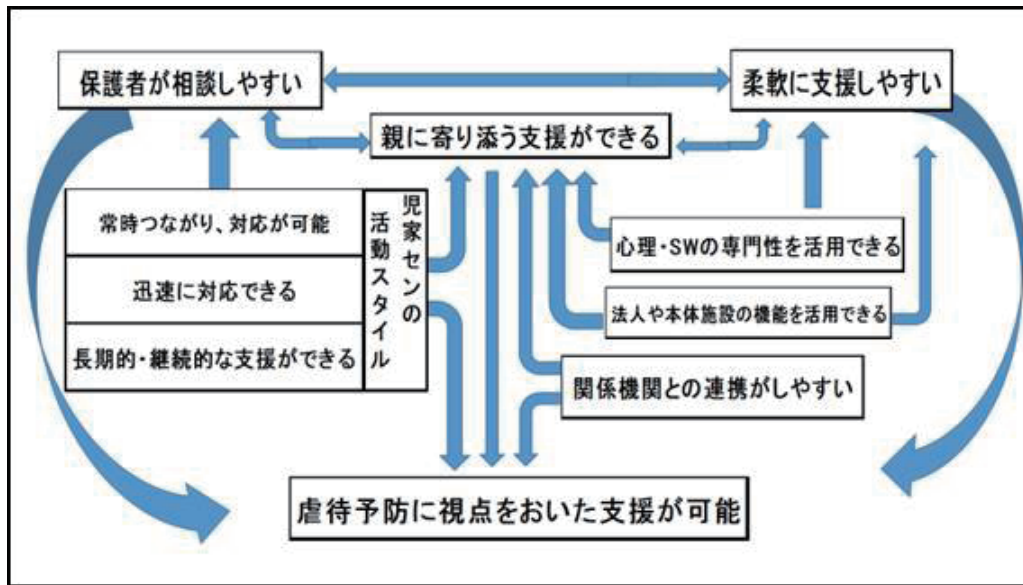 保護者が相談しやすい
柔軟に支援しやすい
親に寄り添う支援ができる
常時つながり、対応が可能
迅速に対応できる
長期的・継続的な支援ができる
児家センの
活動スタイル
心理・SWの専門性を活用できる
法人や本体施設の機能を活用できる
関係機関との連携がしやすい
虐待予防に視点をおいた支援が可能